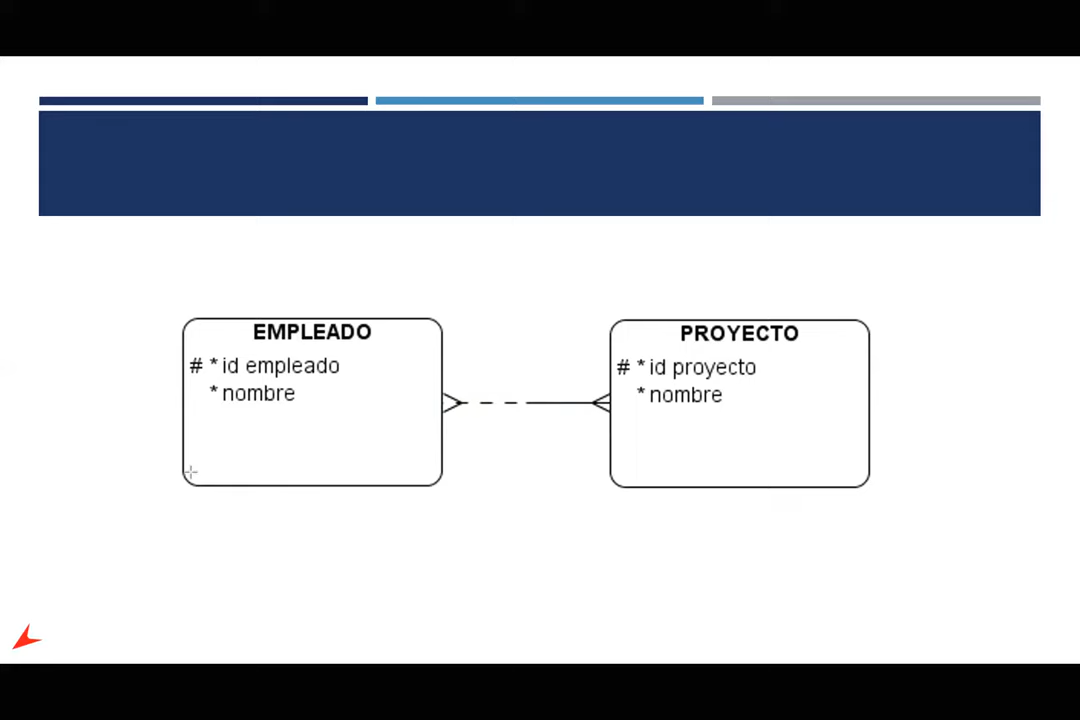 EMPLEADO
# * id empleado
* nombre
PROYECTO
# * id proyecto
* nombre